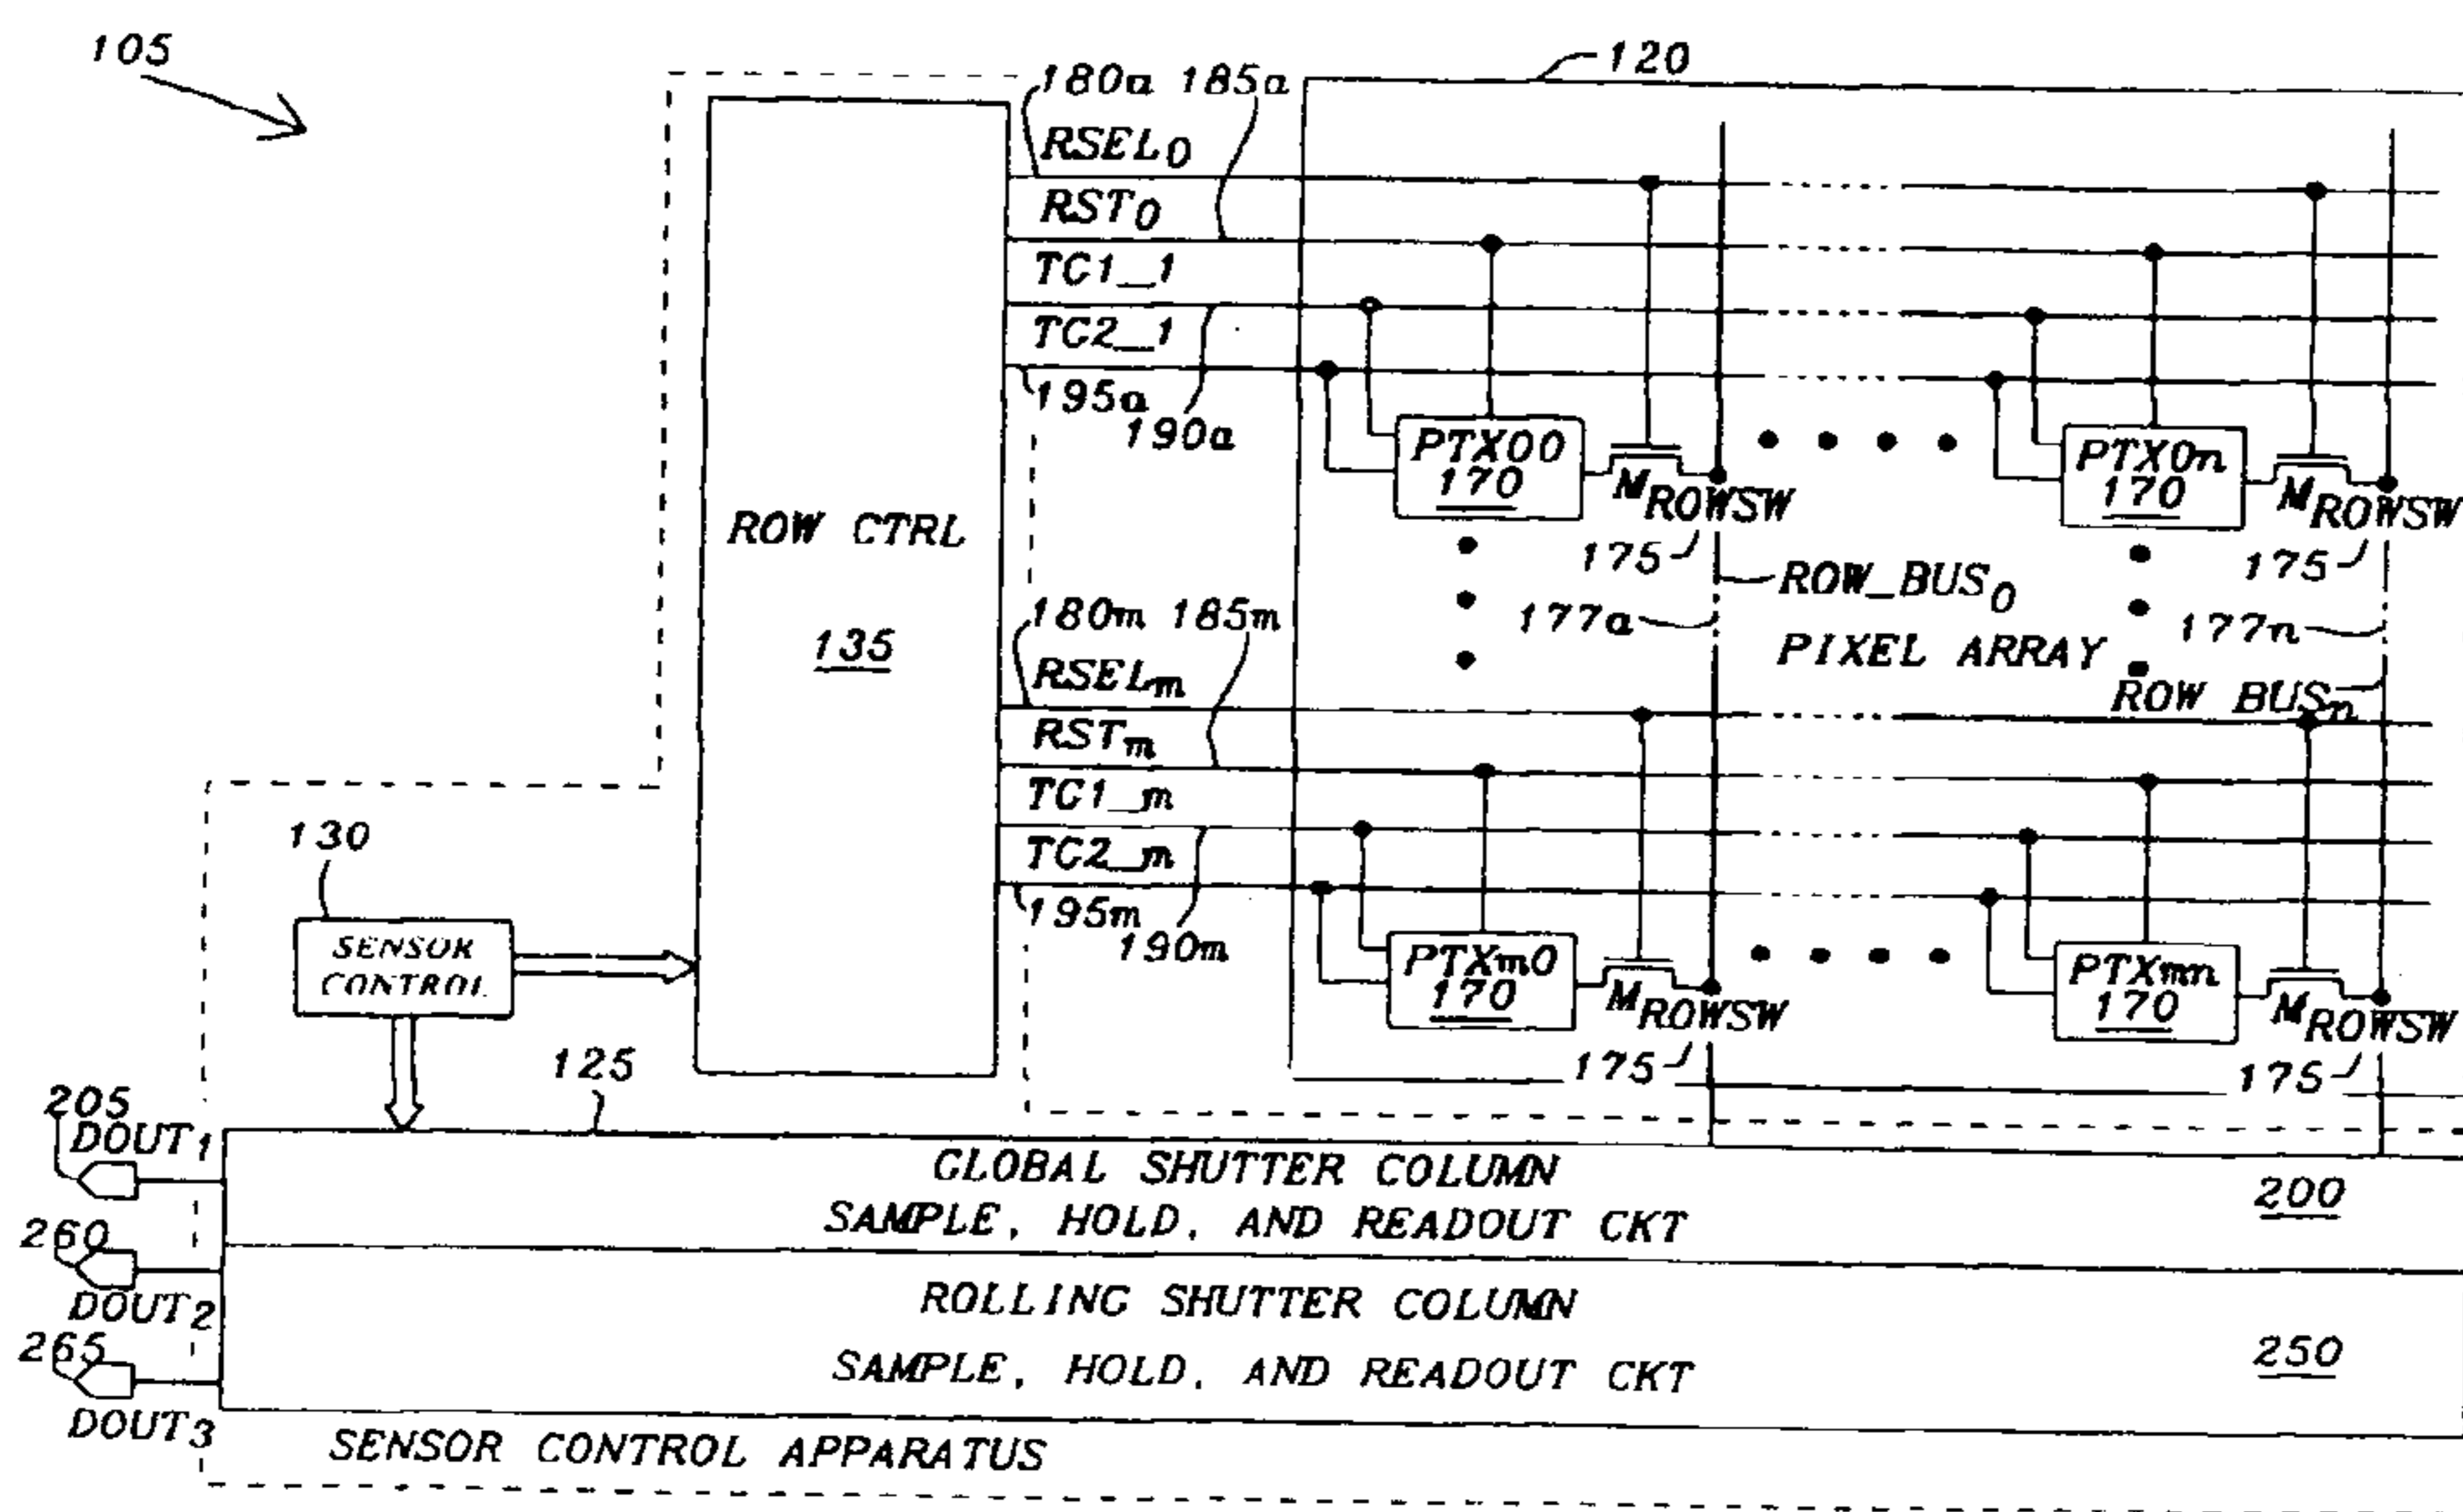 105
120
180a 185a
RSEL0
RST0
TC1_1
TC2_1
195a
190a
PTX00
170
MROWSW
175
PTX0n
170
MROWSW
175
ROW CTRL
135
ROW_BUS0
177a
PIXEL ARRAY
177n
ROW BUSn
180m 185m
RSELm
RSTm
TC1_m
TC2_m
195m
190m
PTXm0
170
MROWSW
175
PTXmn
170
MROWSW
175
130
SENSOR
CONTROL
125
205
DOUT1
GLOBAL SHUTTER COLUMN
SAMPLE, HOLD, AND READOUT CKT
200
260
DOUT2
ROLLING SHUTTER COLUMN
SAMPLE, HOLD, AND READOUT CKT
250
265
DOUT3
SENSOR CONTROL APPARATUS